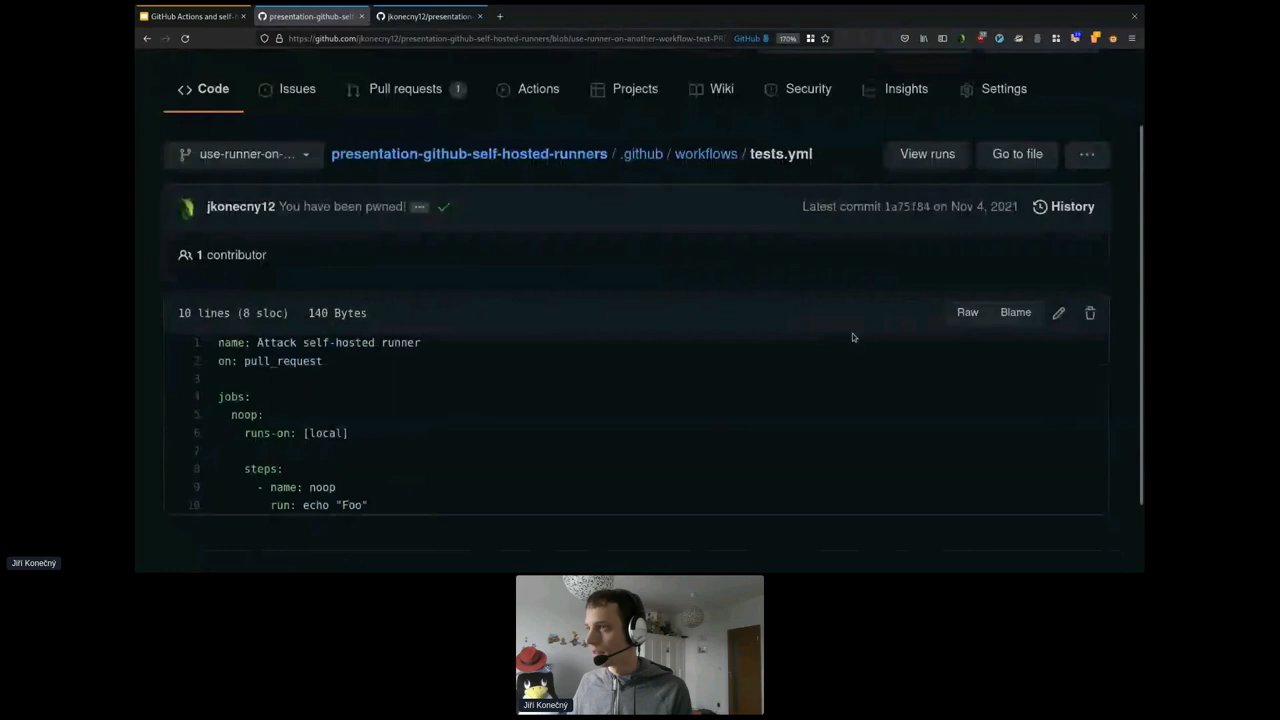 GitHub Actions and self-h
presentation-github-self
jkonecny12/presentation
https://github.com/jkonecny12/presentation-github-self-hosted-runners/blob/use-runner-on-another-workflow-test-PR
GitHub
170%
Code
Issues
Pull requests 1
Actions
Projects
Wiki
Security
Insights
Settings
use-runner-on-...
presentation-github-self-hosted-runners / .github / workflows / tests.yml
View runs
Go to file
...
jkonecny12 You have been pwned! ...
Latest commit 1a75f84 on Nov 4, 2021
History
1 contributor
10 lines (8 sloc) 140 Bytes
Raw
Blame
1 name: Attack self-hosted runner
2 on: pull_request
3
4 jobs:
5 noop:
6 runs-on: [local]
7
8 steps:
9 - name: noop
10 run: echo "Foo"
Jiří Konečný
Jiří Konečný